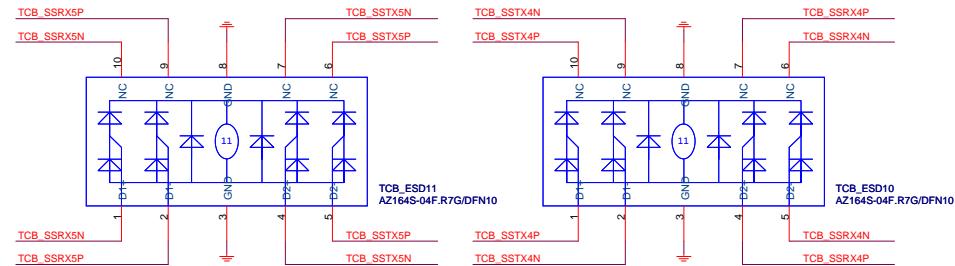 TCB_SSRX5P
TCB_SSTX5N
TCB_SSTX4N
TCB_SSRX4P
TCB_SSRX5N
TCB_SSTX5P
TCB_SSTX4P
TCB_SSRX4N
10 9 8 7 6
10 9 8 7 6
NC NC GND NC NC
NC NC GND NC NC
11
11
D1+ D1- GND D2+ D2-
D1+ D1- GND D2+ D2-
TCB_ESD11
AZ164S-04F.R7G/DFN10
TCB_ESD10
AZ164S-04F.R7G/DFN10
1 2 3 4 5
1 2 3 4 5
TCB_SSRX5N
TCB_SSTX5P
TCB_SSTX4P
TCB_SSRX4N
TCB_SSRX5P
TCB_SSTX5N
TCB_SSTX4N
TCB_SSRX4P